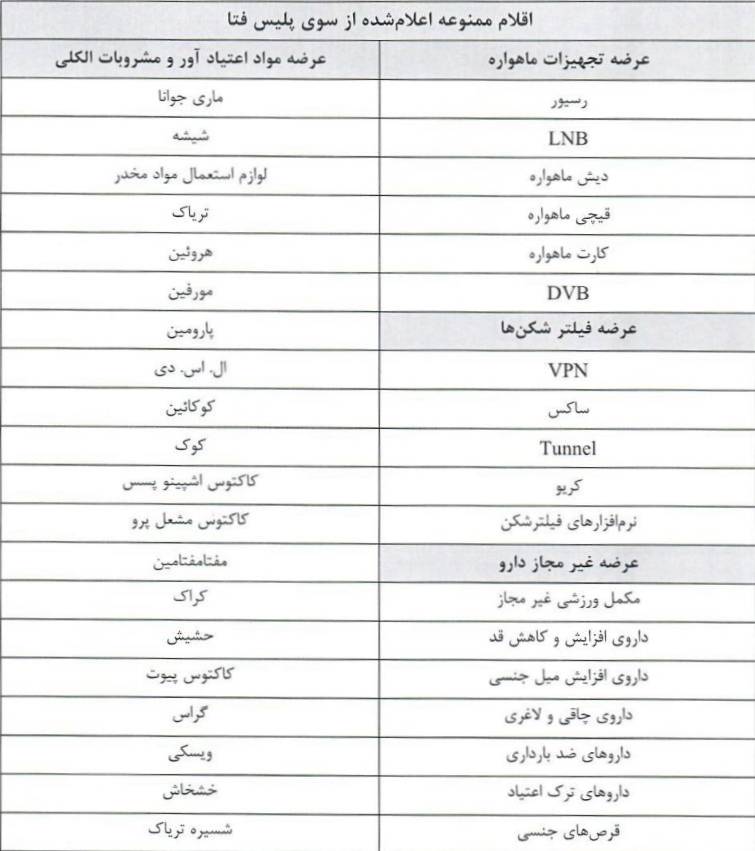 اقلام ممنوعه اعلام‌شده از سوی پلیس فتا
عرضه تجهیزات ماهواره	عرضه مواد اعتیاد آور و مشروبات الکلی
رسیور	ماری جوانا
LNB	شیشه
دیش ماهواره	لوازم استعمال مواد مخدر
قیچی ماهواره	تریاک
کارت ماهواره	هروئین
DVB	مورفین
عرضه فیلتر شکن‌ها	پارومین
VPN	ال. اس. دی
ساکس	کوکائین
Tunnel	کوک
کریو	کاکتوس اشپینو پسس
نرم‌افزارهای فیلترشکن	کاکتوس مشعل پرو
عرضه غیر مجاز دارو	مفتامفتامین
مکمل ورزشی غیر مجاز	کراک
داروی افزایش و کاهش قد	حشیش
داروی افزایش میل جنسی	کاکتوس پیوت
داروی چاقی و لاغری	گراس
داروهای ضد بارداری	ویسکی
داروهای ترک اعتیاد	خشخاش
قرص‌های جنسی	شسیره تریاک